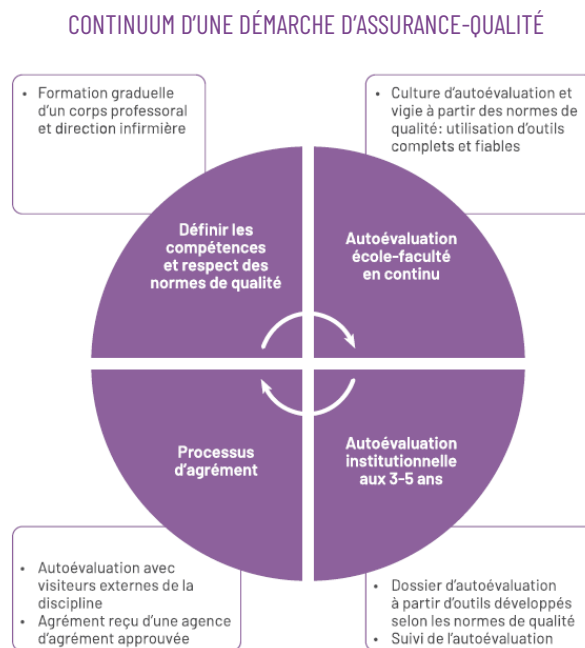 CONTINUUM D'UNE DÉMARCHE D'ASSURANCE-QUALITÉ
• Formation graduelle
d'un corps professoral
et direction infirmière
• Culture d'autoévaluation et
vigie à partir des normes de
qualité: utilisation d'outils
complets et fiables
Définir les
compétences
et respect des
normes de qualité
Autoévaluation
école-faculté
en continu
Processus
d'agrément
Autoévaluation
institutionnelle
aux 3-5 ans
• Autoévaluation avec
visiteurs externes de la
discipline
• Agrément reçu d'une agence
d'agrément approuvée
• Dossier d'autoévaluation
à partir d'outils développés
selon les normes de qualité
• Suivi de l'autoévaluation